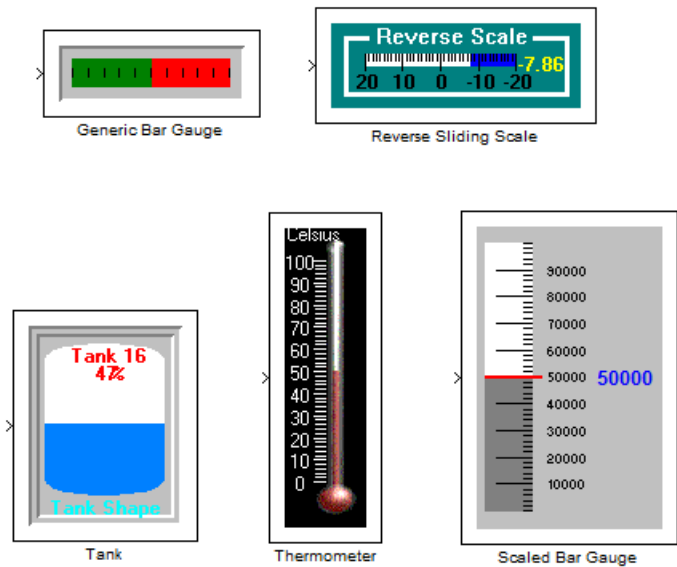 Generic Bar Gauge
Reverse Scale
-7.86
20 10 0 -10 -20
Reverse Sliding Scale
Tank 16
47%
Tank Shape
Tank
Celsius
100
90
80
70
60
50
40
30
20
10
0
Thermometer
90000
80000
70000
60000
50000 50000
40000
30000
20000
10000
Scaled Bar Gauge